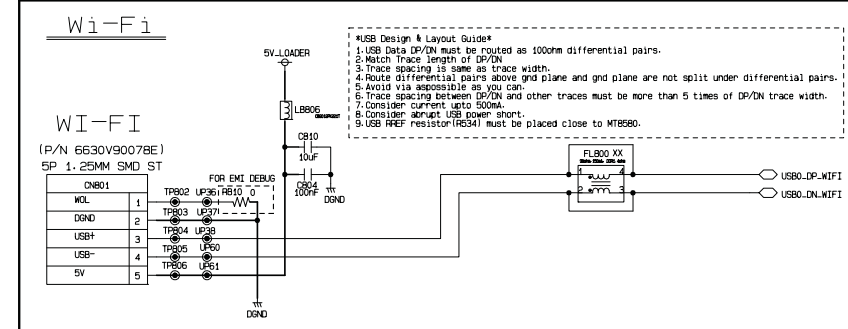 Wi-Fi
*USB Design & Layout Guide*
1.USB Data DP/DN must be routed as 100ohm differential pairs.
2.Match Trace length of DP/DN
3.Trace spacing is same as trace width.
4.Route differential pairs above gnd plane and gnd plane are not split under differential pairs.
5.Avoid via aspossible as you can.
6.Trace spacing between DP/DN and other traces must be more than 5 times of DP/DN trace width.
7.Consider current upto 500mA.
8.Consider abrupt USB power short.
9.USB RREF resistor(R534) must be placed close to MT8580.
5V_LOADER
LB806
WI-FI
(P/N 6630V90078E)
5P 1.25MM SMD ST
C810
10uF
C804
100nF
DGND
FL800 XX
1 4
2 3
USB0_DP_WIFI
USB0_DN_WIFI
FOR EMI DEBUG
CN801
WOL 1 TP802 UP36 R810 0
DGND 2 TP803 UP37
USB+ 3 TP804 UP38
USB- 4 TP805 UP60
5V 5 TP806 UP61
DGND